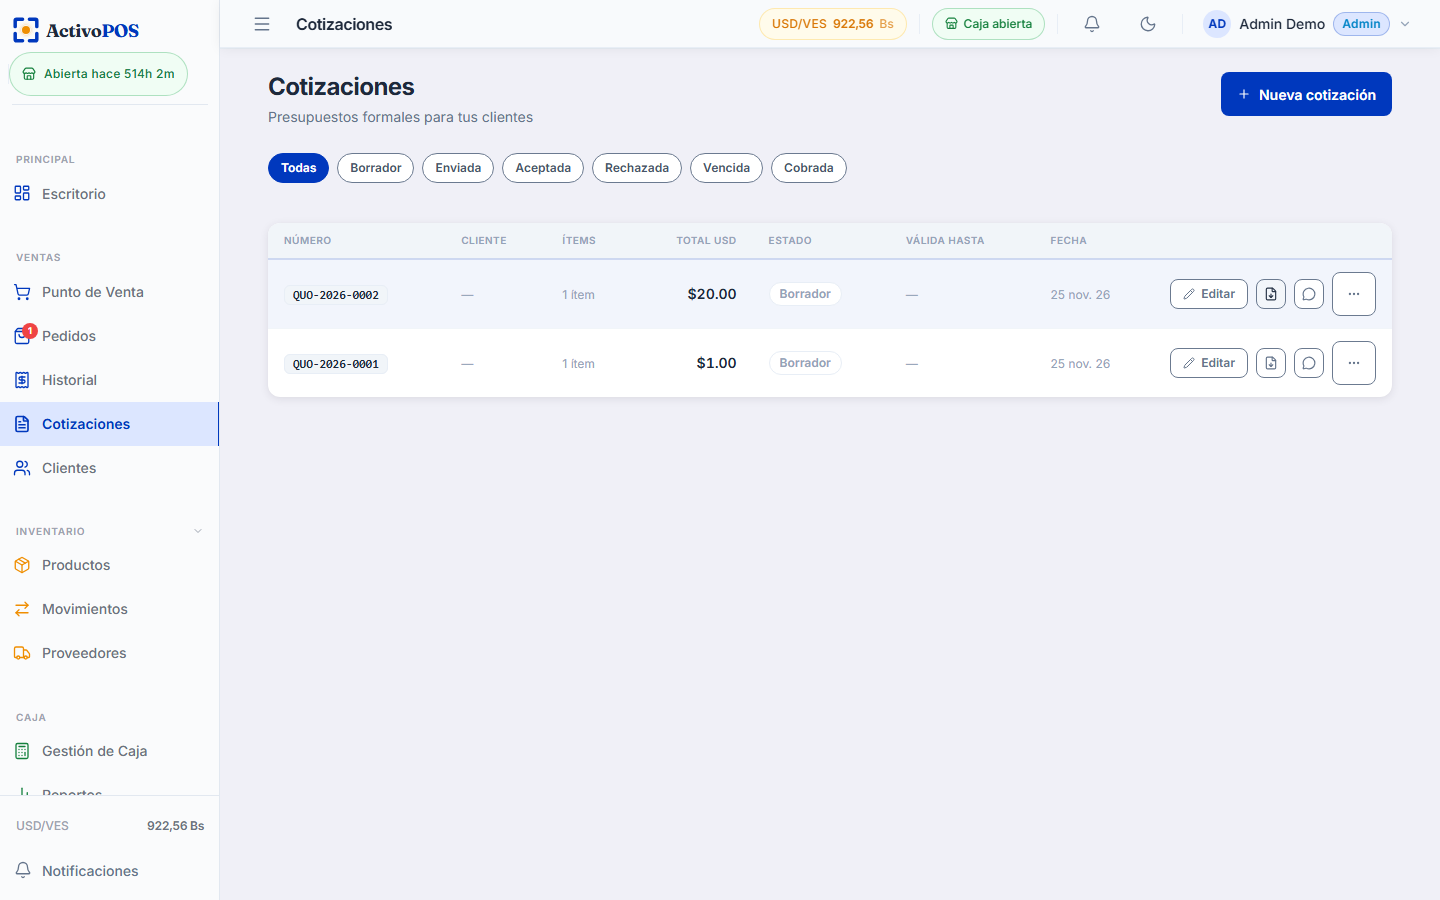 ActivoPOS
Abierta hace 514h 2m
PRINCIPAL
Escritorio
VENTAS
Punto de Venta
1
Pedidos
Historial
Cotizaciones
Clientes
INVENTARIO
Productos
Movimientos
Proveedores
CAJA
Gestión de Caja
Reportes
USD/VES 922,56 Bs
Notificaciones
Cotizaciones
USD/VES 922,56 Bs
Caja abierta
AD Admin Demo Admin
Cotizaciones
Presupuestos formales para tus clientes
+ Nueva cotización
Todas Borrador Enviada Aceptada Rechazada Vencida Cobrada
NÚMERO CLIENTE ÍTEMS TOTAL USD ESTADO VÁLIDA HASTA FECHA
QUO-2026-0002 — 1 ítem $20.00 Borrador — 25 nov. 26 Editar ...
QUO-2026-0001 — 1 ítem $1.00 Borrador — 25 nov. 26 Editar ...